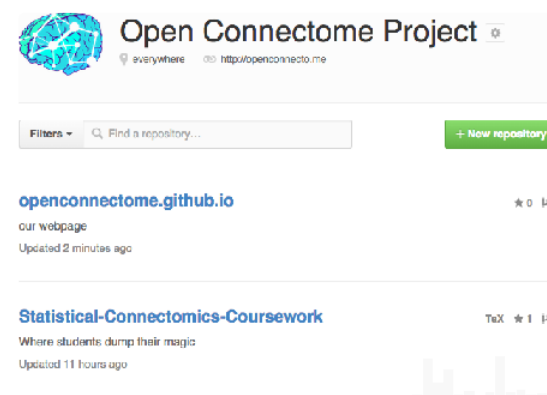 Open Connectome Project
everywhere http://openconnecto.me
Filters Find a repository...
+ New repository
openconnectome.github.io
★ 0
our webpage
Updated 2 minutes ago
Statistical-Connectomics-Coursework
TeX ★ 1
Where students dump their magic
Updated 11 hours ago